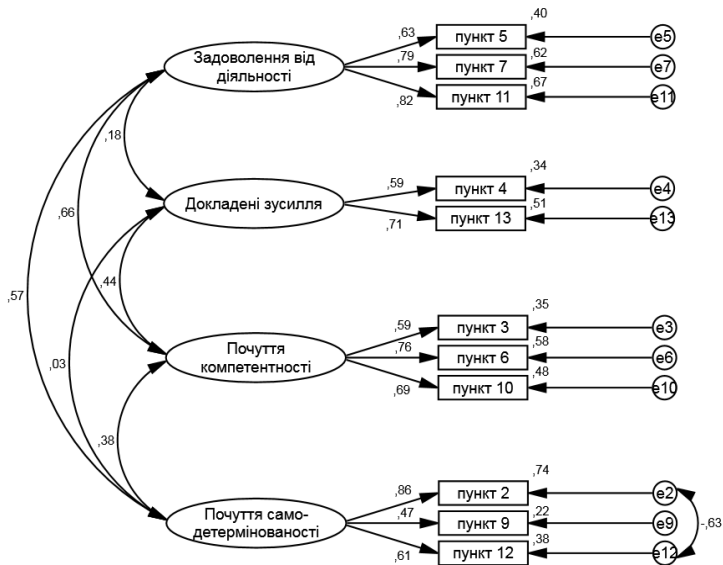 ,40
,63
пункт 5
e5
Задоволення від
діяльності
,79
,62
пункт 7
e7
,67
,82
пункт 11
e11
,18
,34
,59
пункт 4
e4
Докладені зусилля
,51
,71
пункт 13
e13
,66
,44
,57
,35
,59
пункт 3
e3
Почуття
компетентності
,76
,58
пункт 6
e6
,48
,69
пункт 10
e10
,03
,38
,74
,86
пункт 2
e2
Почуття само-
детермінованості
,47
,22
пункт 9
e9
-,63
,38
,61
пункт 12
e12